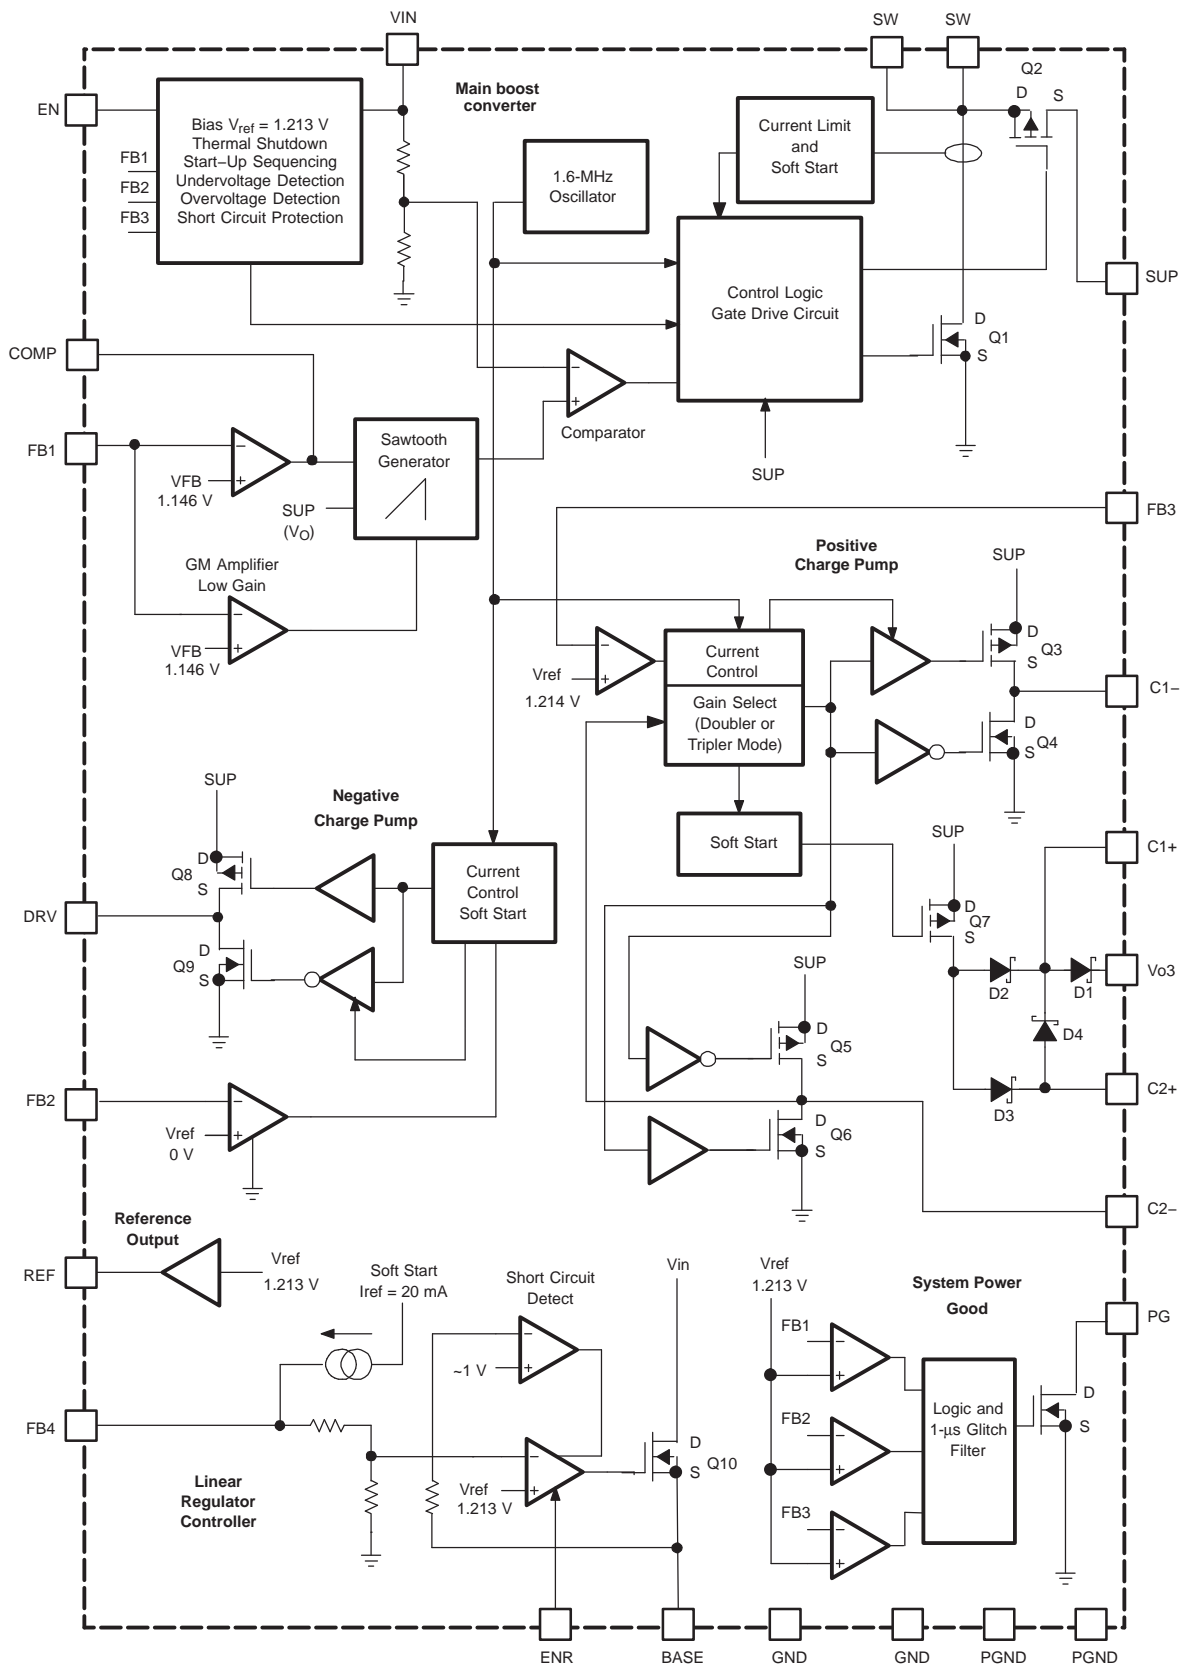 VIN
SW
SW
Q2
D
S
EN
Bias Vref = 1.213 V
Thermal Shutdown
Start–Up Sequencing
Undervoltage Detection
Overvoltage Detection
Short Circuit Protection
FB1
FB2
FB3
Main boost
converter
1.6-MHz
Oscillator
Current Limit
and
Soft Start
SUP
Control Logic
Gate Drive Circuit
D
Q1
S
COMP
FB1
−
+
VFB
1.146 V
Sawtooth
Generator
SUP
(VO)
−
+
Comparator
SUP
GM Amplifier
Low Gain
−
+
VFB
1.146 V
FB3
Positive
Charge Pump
SUP
−
+
Vref
1.214 V
Current
Control
Gain Select
(Doubler or
Tripler Mode)
D
Q3
S
C1−
D
Q4
S
SUP
Negative
Charge Pump
D
Q8
S
Current
Control
Soft Start
Soft Start
SUP
C1+
DRV
D
Q9
S
D
Q7
S
Vo3
D2
D1
SUP
D
Q5
S
D4
C2+
D3
FB2
−
+
Vref
0 V
D
Q6
S
C2−
Reference
Output
REF
Vref
1.213 V
Soft Start
Iref = 20 mA
Short Circuit
Detect
−
+
~1 V
Vin
Vref
1.213 V
System Power
Good
PG
FB1
−
+
FB4
−
+
Vref
1.213 V
D
Q10
S
FB2
−
+
Logic and
1-μs Glitch
Filter
D
S
Linear
Regulator
Controller
FB3
−
+
ENR
BASE
GND
GND
PGND
PGND